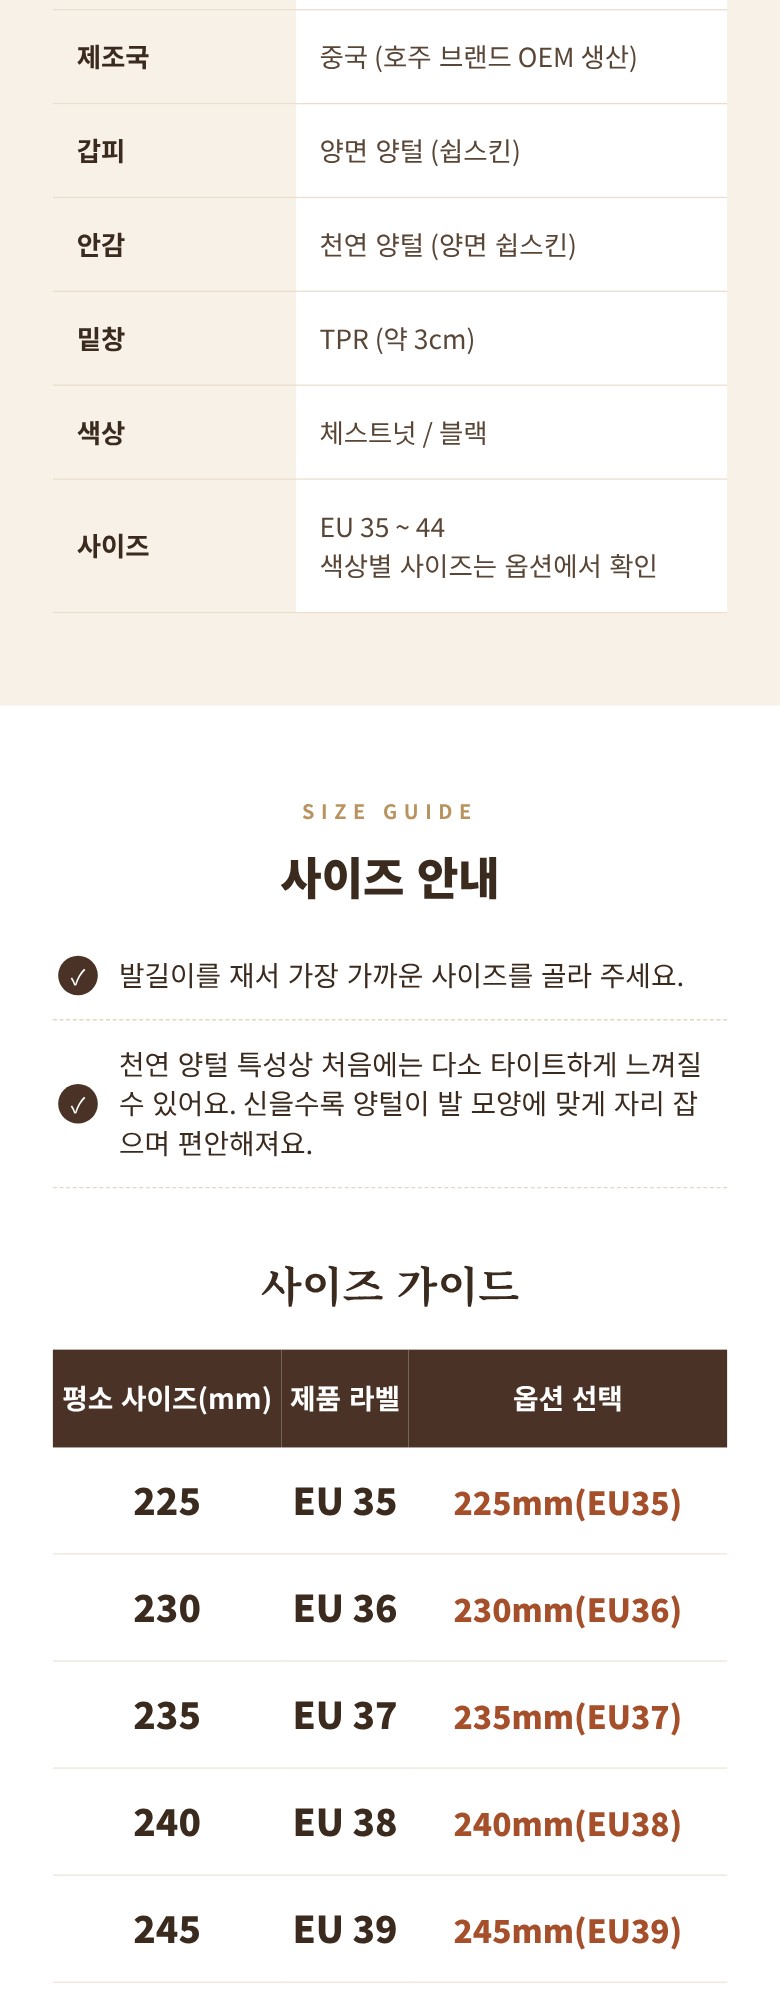 제조국
중국 (호주 브랜드 OEM 생산)
갑피
양면 양털 (쉽스킨)
안감
천연 양털 (양면 쉽스킨)
밑창
TPR (약 3cm)
색상
체스트넛 / 블랙
사이즈
EU 35 ~ 44
색상별 사이즈는 옵션에서 확인
SIZE GUIDE
사이즈 안내
✓ 발길이를 재서 가장 가까운 사이즈를 골라 주세요.
✓ 천연 양털 특성상 처음에는 다소 타이트하게 느껴질
수 있어요. 신을수록 양털이 발 모양에 맞게 자리 잡
으며 편안해져요.
사이즈 가이드
평소 사이즈(mm) 제품 라벨 옵션 선택
225 EU 35 225mm(EU35)
230 EU 36 230mm(EU36)
235 EU 37 235mm(EU37)
240 EU 38 240mm(EU38)
245 EU 39 245mm(EU39)